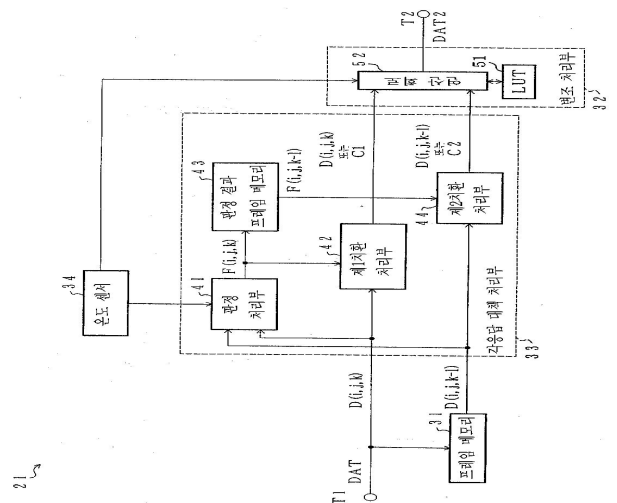 21
34
온도 센서
33
각응답 대책 처리부
41
판정
처리부
F(i,j,k)
43
판정 결과
프레임 메모리
F(i,j,k-1)
42
제1치환
처리부
D(i,j,k)
또는
C1
44
제2치환
처리부
D(i,j,k-1)
또는
C2
T1
DAT
D(i,j,k)
31
프레임 메모리
D(i,j,k-1)
52
51
LUT
변조 처리부
32
T2
DAT2